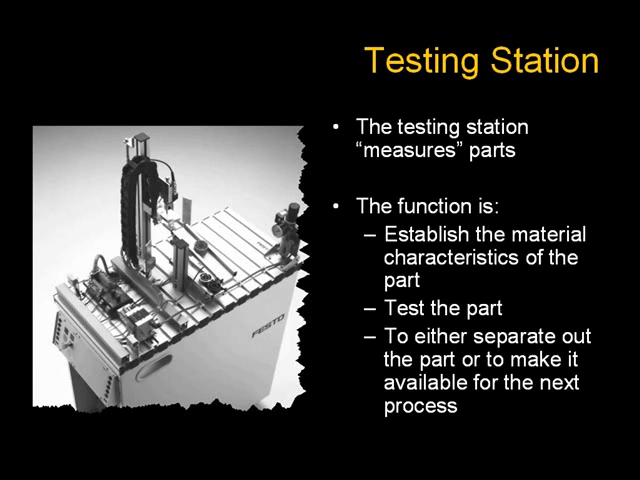 Testing Station
• The testing station
“measures” parts
• The function is:
– Establish the material
characteristics of the
part
– Test the part
– To either separate out
the part or to make it
available for the next
process
FESTO